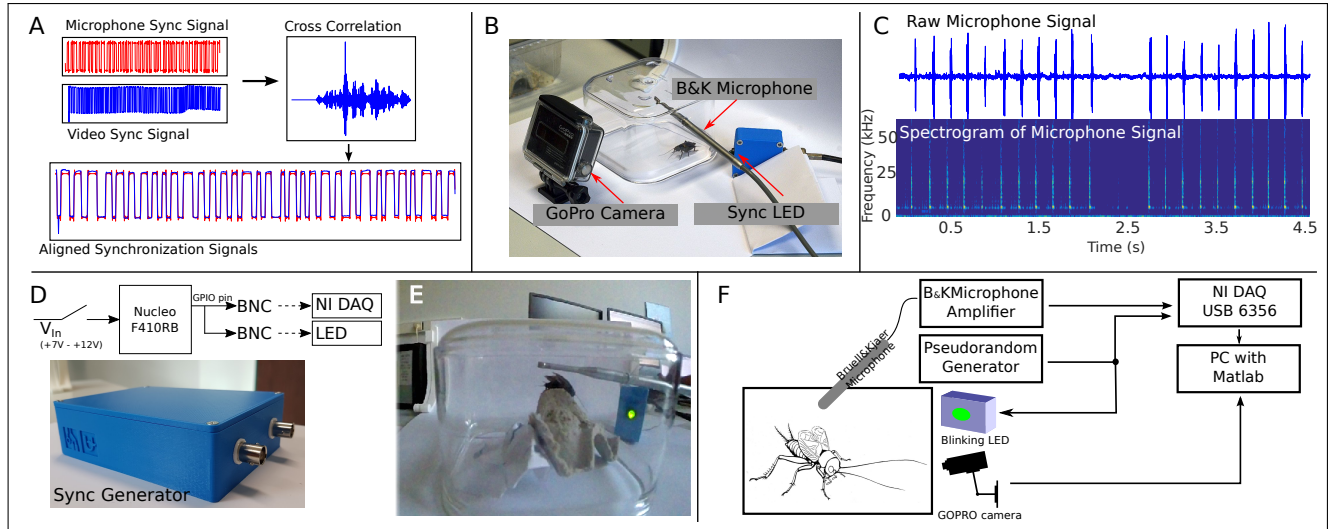 A
Microphone Sync Signal
Video Sync Signal
Cross Correlation
Aligned Synchronization Signals
B
B&K Microphone
GoPro Camera
Sync LED
C
Raw Microphone Signal
Spectrogram of Microphone Signal
Frequency (kHz)
50
25
0
0.5
1.5
2.5
3.5
4.5
Time (s)
D
VIn
(+7V - +12V)
Nucleo
F410RB
GPIO pin
BNC
NI DAQ
BNC
LED
Sync Generator
E
F
Bruell&Kjaer
Microphone
B&KMicrophone
Amplifier
Pseudorandom
Generator
NI DAQ
USB 6356
PC with
Matlab
Blinking LED
GOPRO camera